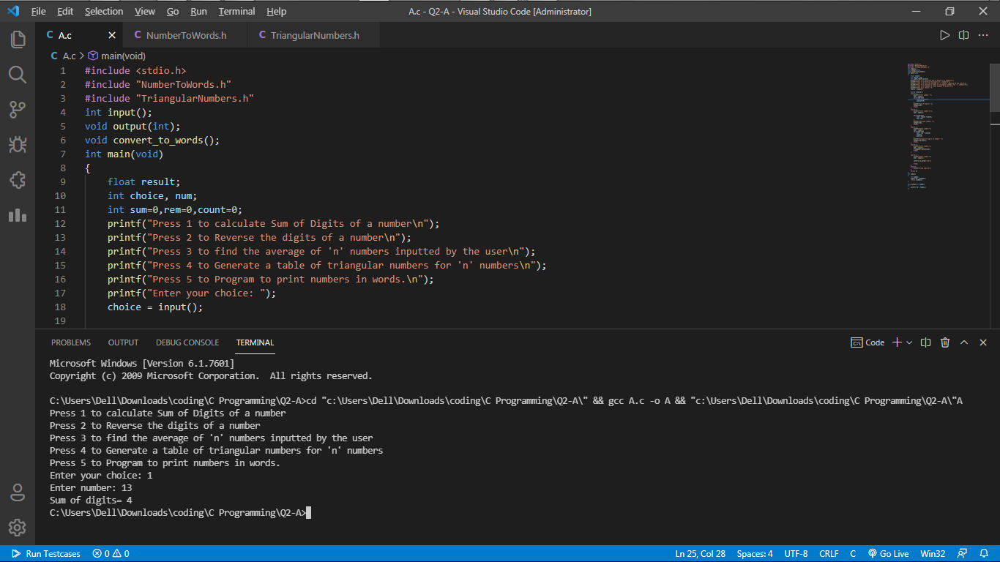 File Edit Selection View Go Run Terminal Help A.c - Q2-A - Visual Studio Code [Administrator]
C A.c C NumberToWords.h C TriangularNumbers.h
C A.c > main(void)
1 #include <stdio.h>
2 #include "NumberToWords.h"
3 #include "TriangularNumbers.h"
4 int input();
5 void output(int);
6 void convert_to_words();
7 int main(void)
8 {
9 float result;
10 int choice, num;
11 int sum=0,rem=0,count=0;
12 printf("Press 1 to calculate Sum of Digits of a number\n");
13 printf("Press 2 to Reverse the digits of a number\n");
14 printf("Press 3 to find the average of 'n' numbers inputted by the user\n");
15 printf("Press 4 to Generate a table of triangular numbers for 'n' numbers\n");
16 printf("Press 5 to Program to print numbers in words.\n");
17 printf("Enter your choice: ");
18 choice = input();
19
PROBLEMS OUTPUT DEBUG CONSOLE TERMINAL Code
Microsoft Windows [Version 6.1.7601]
Copyright (c) 2009 Microsoft Corporation.  All rights reserved.
C:\Users\Dell\Downloads\coding\C Programming\Q2-A>cd "c:\Users\Dell\Downloads\coding\C Programming\Q2-A\" && gcc A.c -o A && "c:\Users\Dell\Downloads\coding\C Programming\Q2-A\"A
Press 1 to calculate Sum of Digits of a number
Press 2 to Reverse the digits of a number
Press 3 to find the average of 'n' numbers inputted by the user
Press 4 to Generate a table of triangular numbers for 'n' numbers
Press 5 to Program to print numbers in words.
Enter your choice: 1
Enter number: 13
Sum of digits= 4
C:\Users\Dell\Downloads\coding\C Programming\Q2-A>
Run Testcases 0 0 Ln 25, Col 28 Spaces: 4 UTF-8 CRLF C Go Live Win32